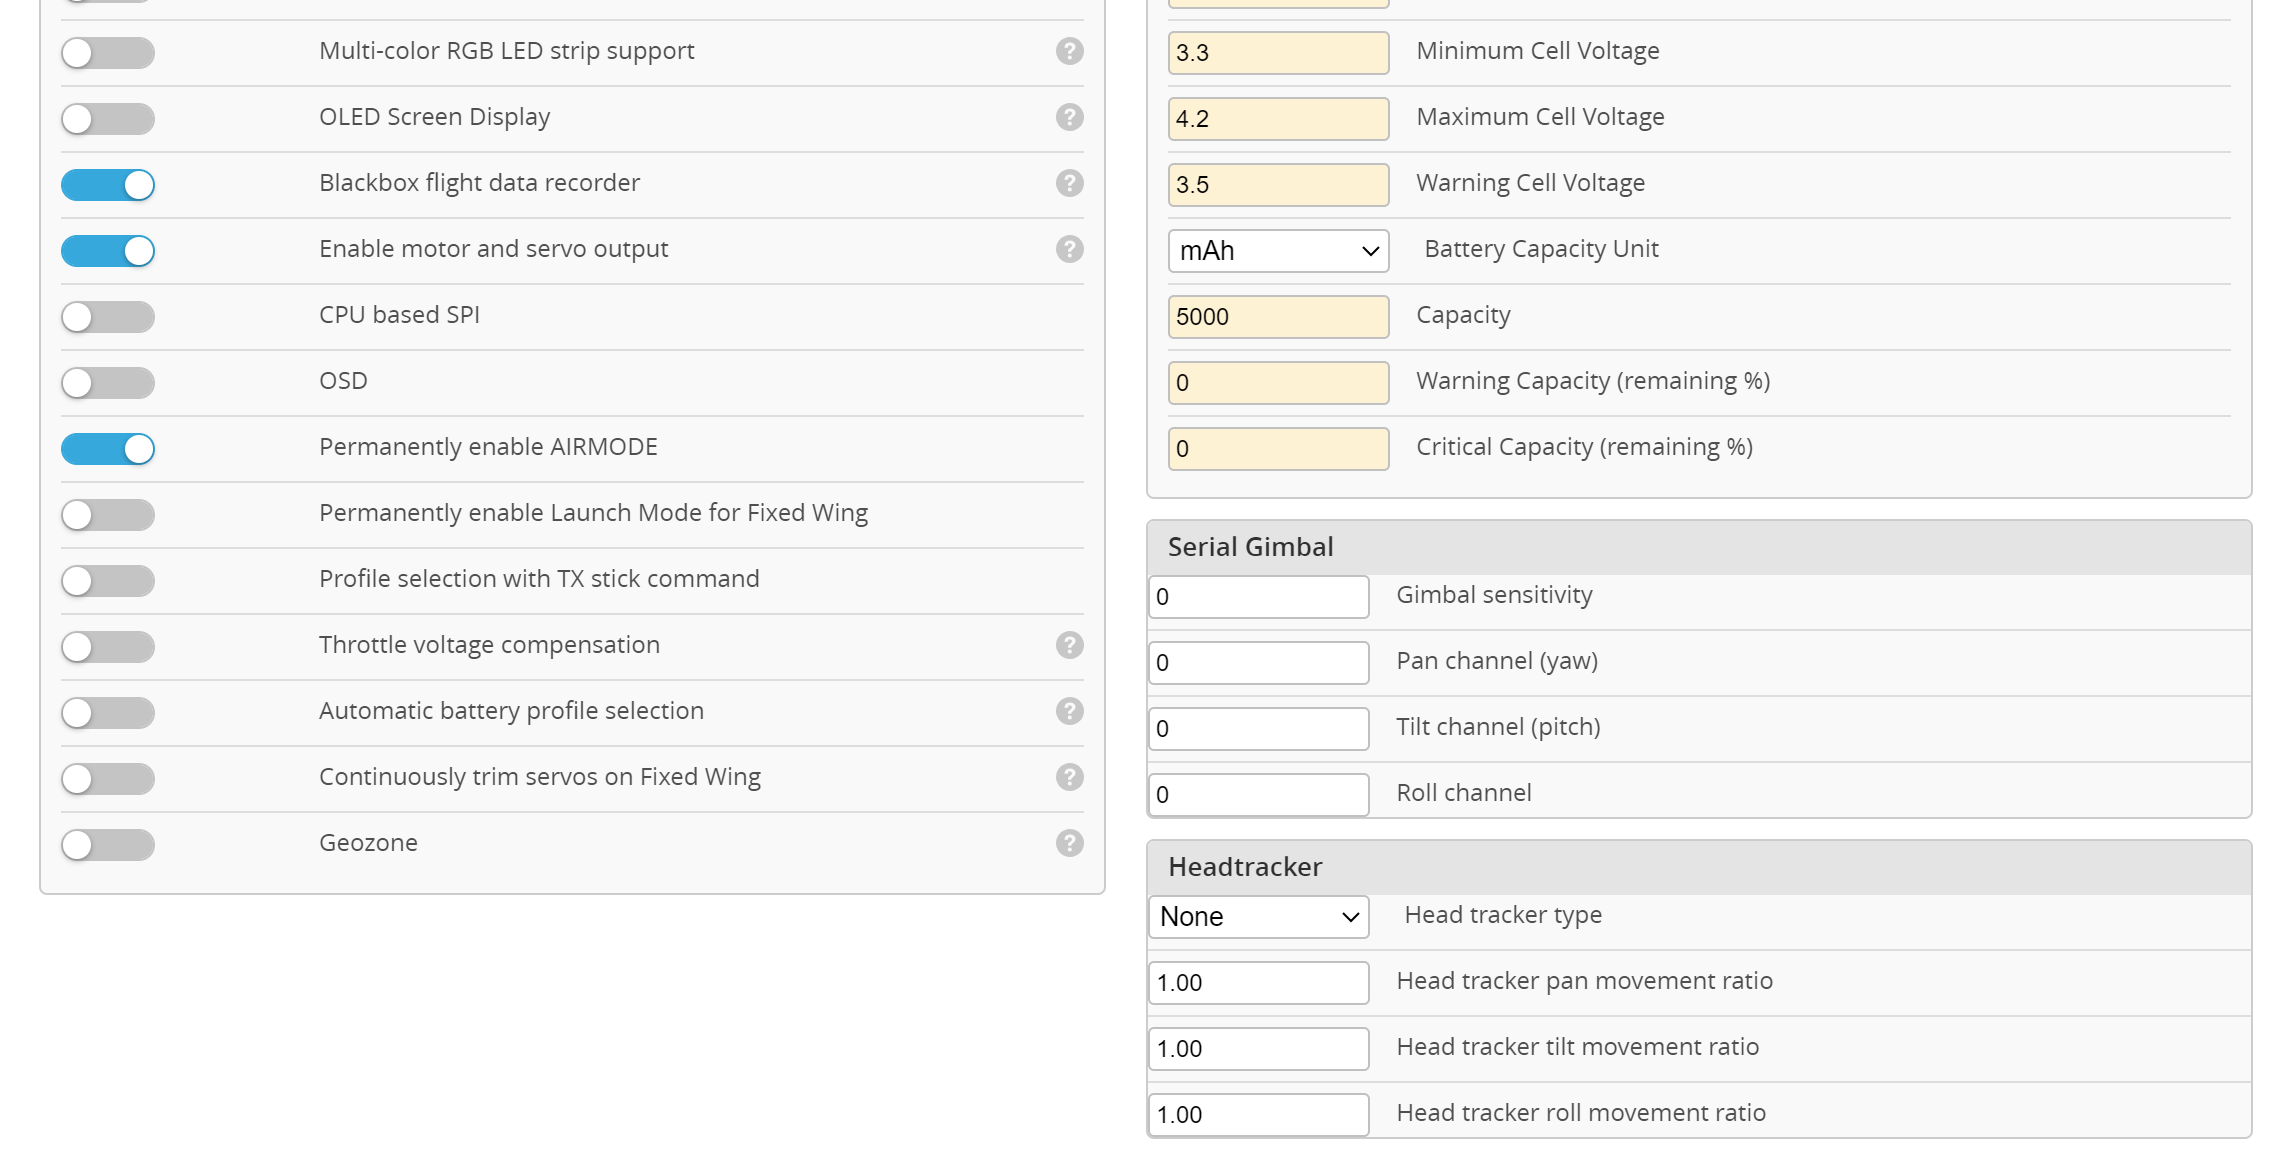 Multi-color RGB LED strip support ?
OLED Screen Display ?
Blackbox flight data recorder ?
Enable motor and servo output ?
CPU based SPI
OSD
Permanently enable AIRMODE
Permanently enable Launch Mode for Fixed Wing
Profile selection with TX stick command
Throttle voltage compensation ?
Automatic battery profile selection ?
Continuously trim servos on Fixed Wing ?
Geozone ?
3.3 Minimum Cell Voltage
4.2 Maximum Cell Voltage
3.5 Warning Cell Voltage
mAh Battery Capacity Unit
5000 Capacity
0 Warning Capacity (remaining %)
0 Critical Capacity (remaining %)
Serial Gimbal
0 Gimbal sensitivity
0 Pan channel (yaw)
0 Tilt channel (pitch)
0 Roll channel
Headtracker
None Head tracker type
1.00 Head tracker pan movement ratio
1.00 Head tracker tilt movement ratio
1.00 Head tracker roll movement ratio